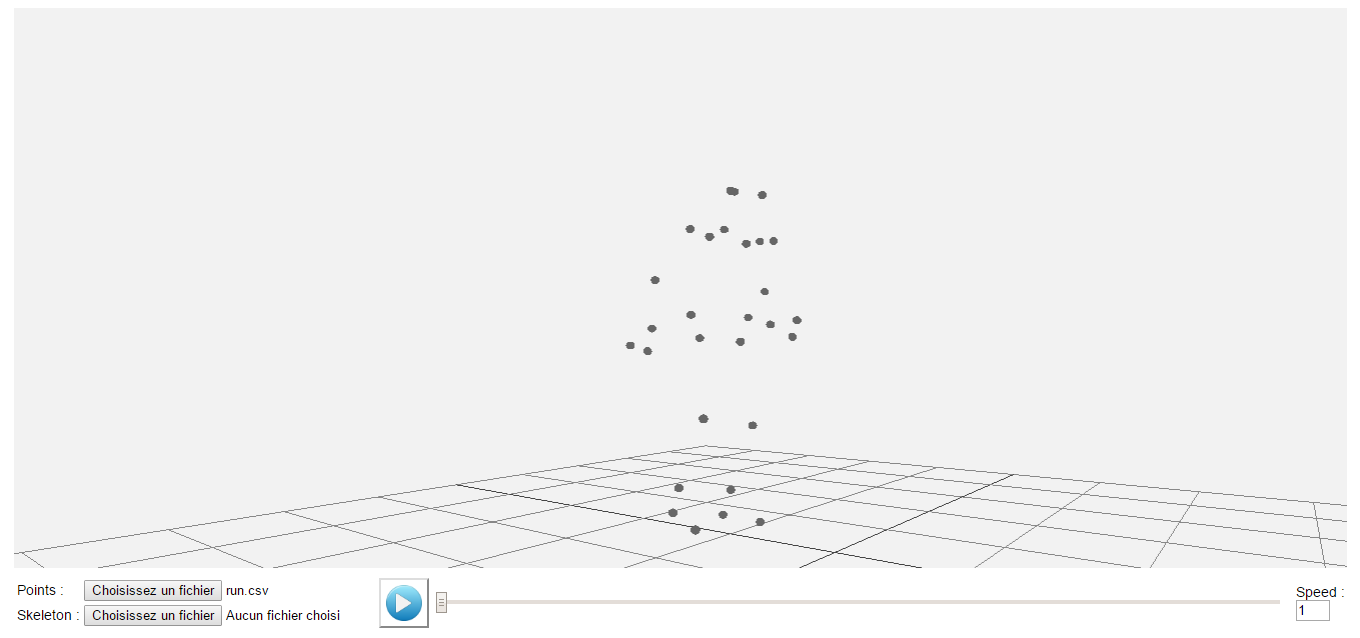 Points : Choisissez un fichier run.csv
Skeleton : Choisissez un fichier Aucun fichier choisi
Speed :
1